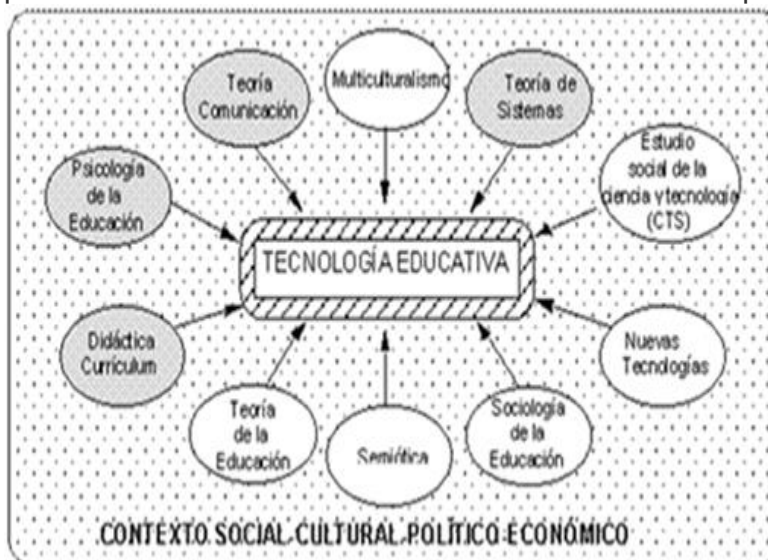 Teoría
Comunicación
Multiculturalismo
Teoría de
Sistemas
Psicología
de la
Educación
Estudio
social de la
ciencia y tecnología
(CTS)
TECNOLOGÍA EDUCATIVA
Didáctica
Curriculum
Nuevas
Tecnologías
Teoría
de la
Educación
Semiótica
Sociología
de la
Educación
CONTEXTO SOCIAL-CULTURAL-POLÍTICO-ECONÓMICO